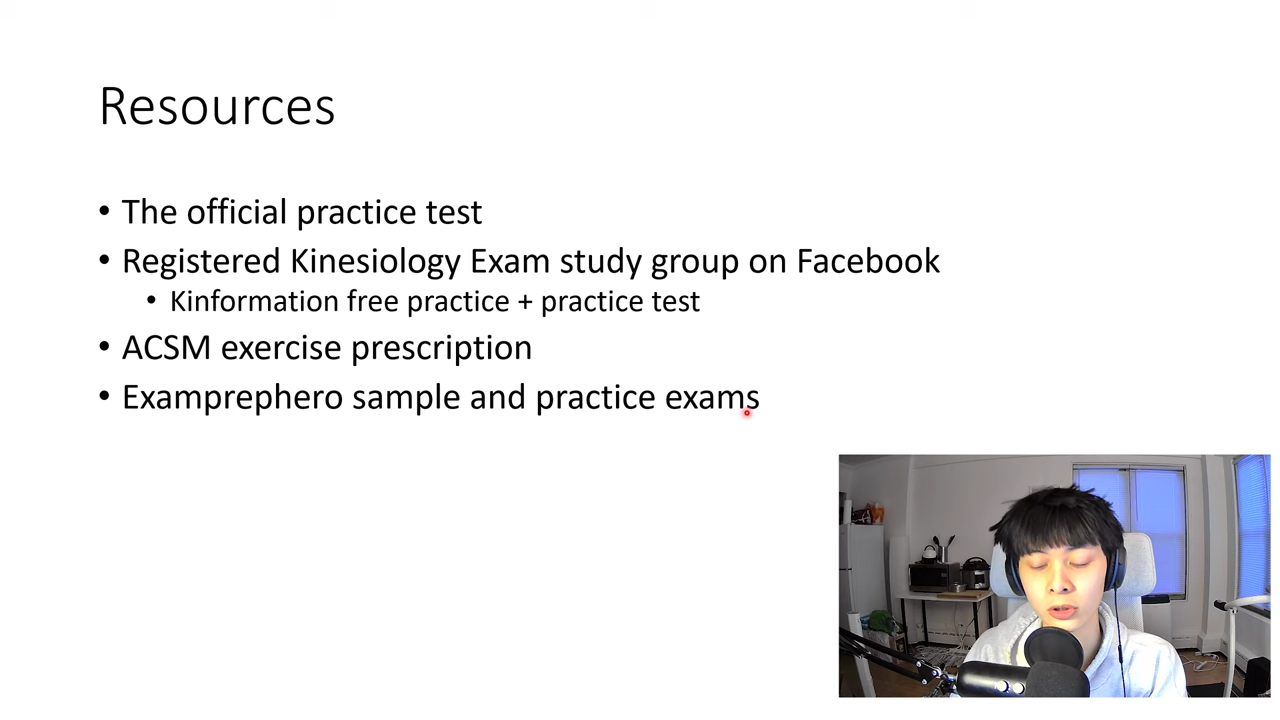 Resources
• The official practice test
• Registered Kinesiology Exam study group on Facebook
• Kinformation free practice + practice test
• ACSM exercise prescription
• Examprephero sample and practice exams